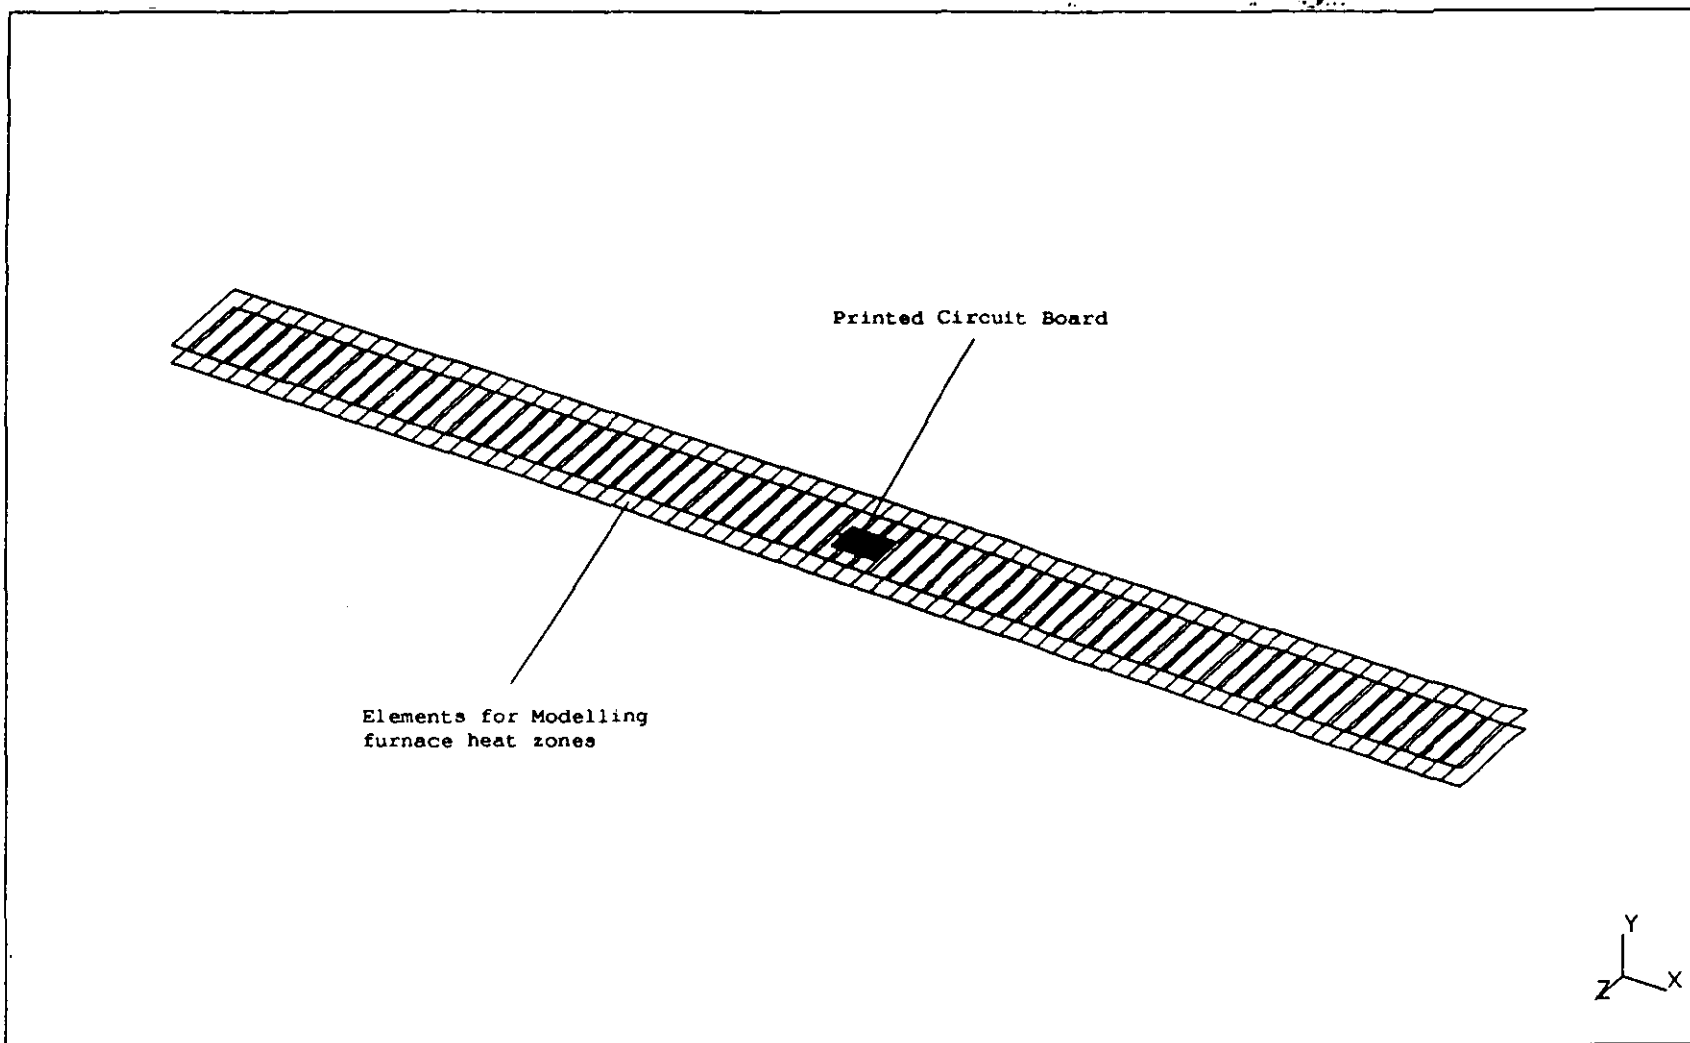 Printed Circuit Board
Elements for Modelling
furnace heat zones
Y
Z
X